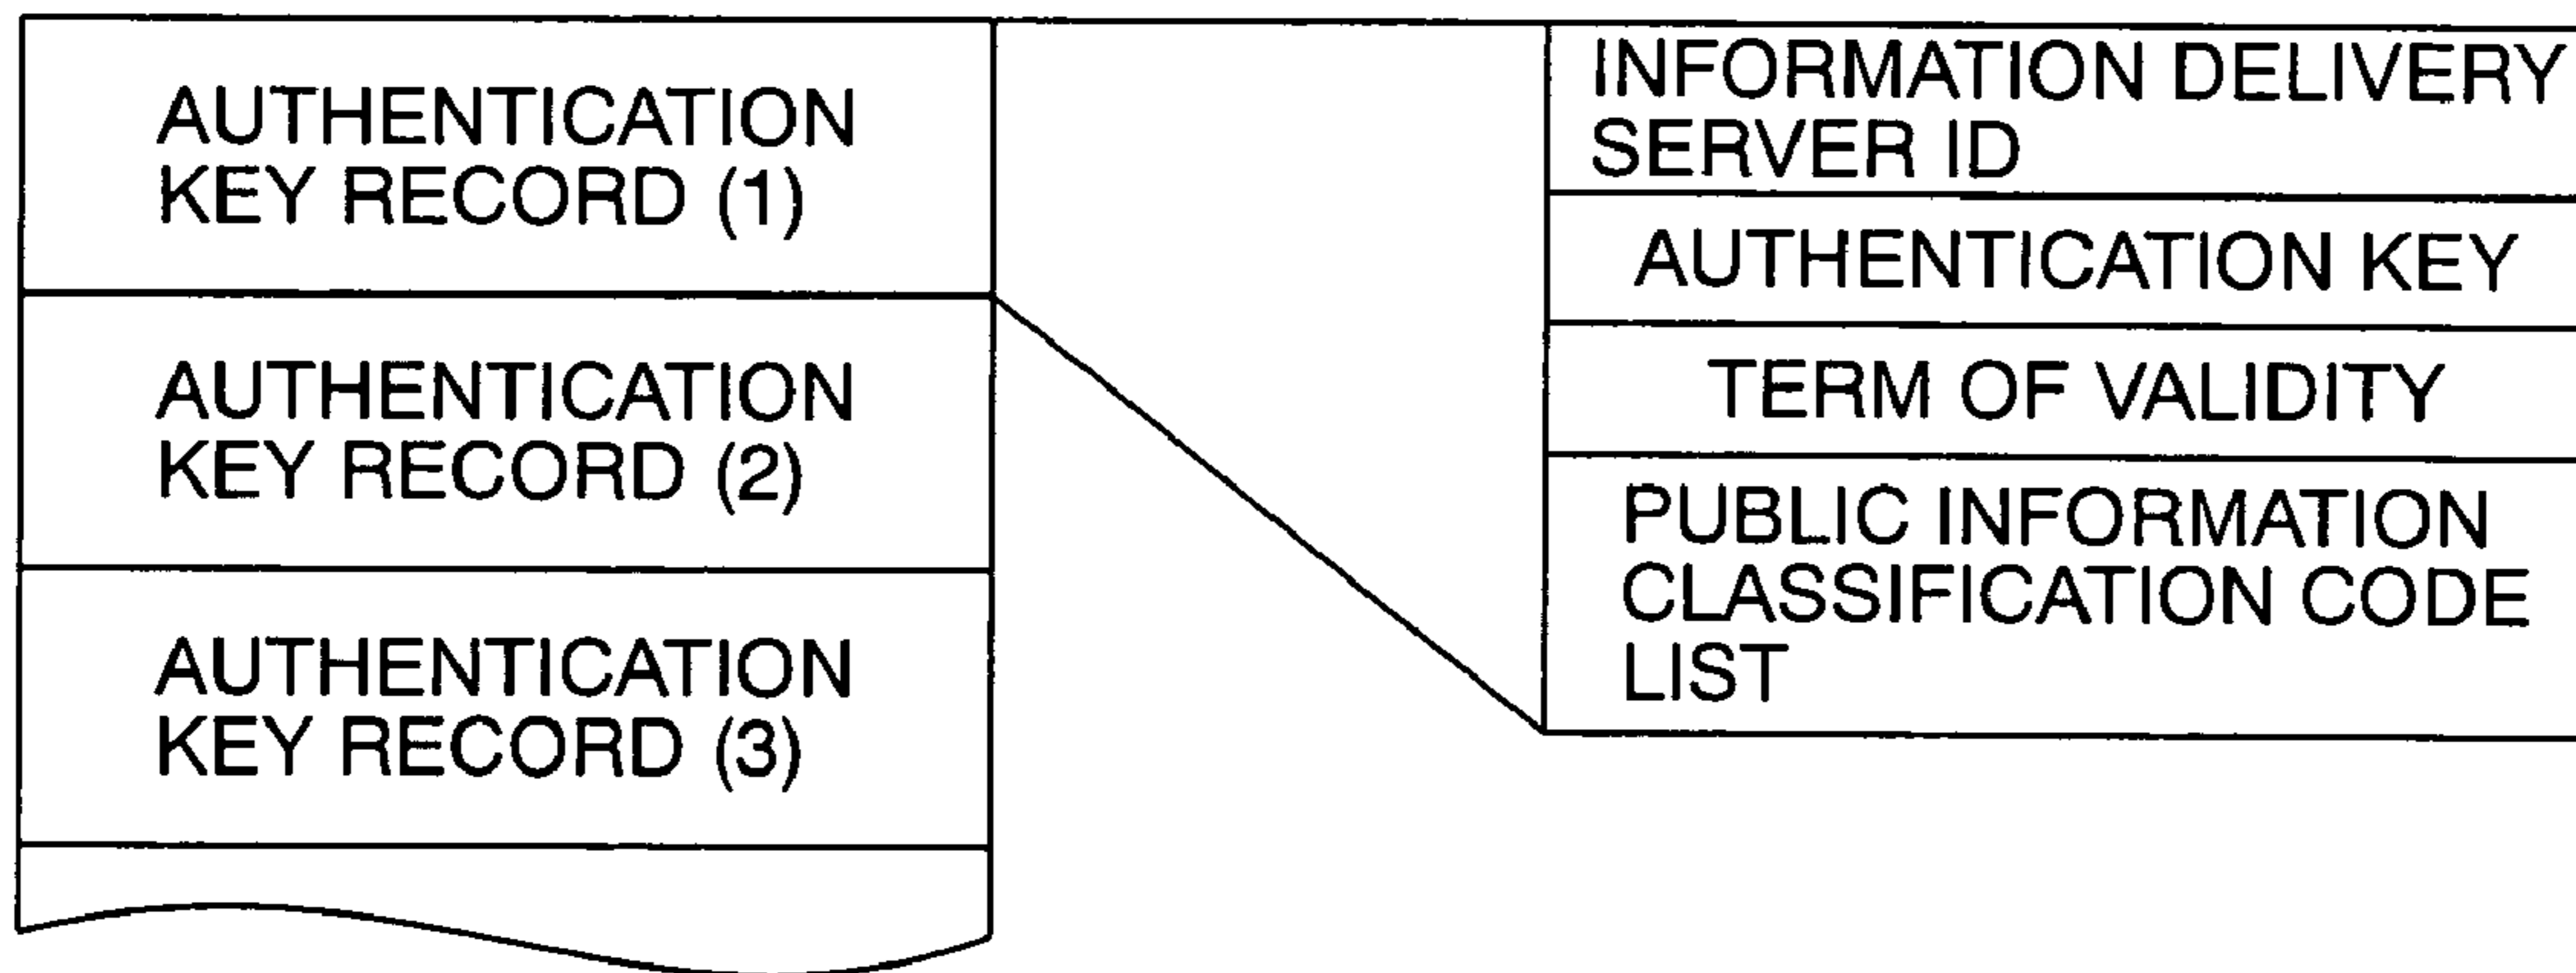 AUTHENTICATION
KEY RECORD (1)
AUTHENTICATION
KEY RECORD (2)
AUTHENTICATION
KEY RECORD (3)
INFORMATION DELIVERY
SERVER ID
AUTHENTICATION KEY
TERM OF VALIDITY
PUBLIC INFORMATION
CLASSIFICATION CODE
LIST